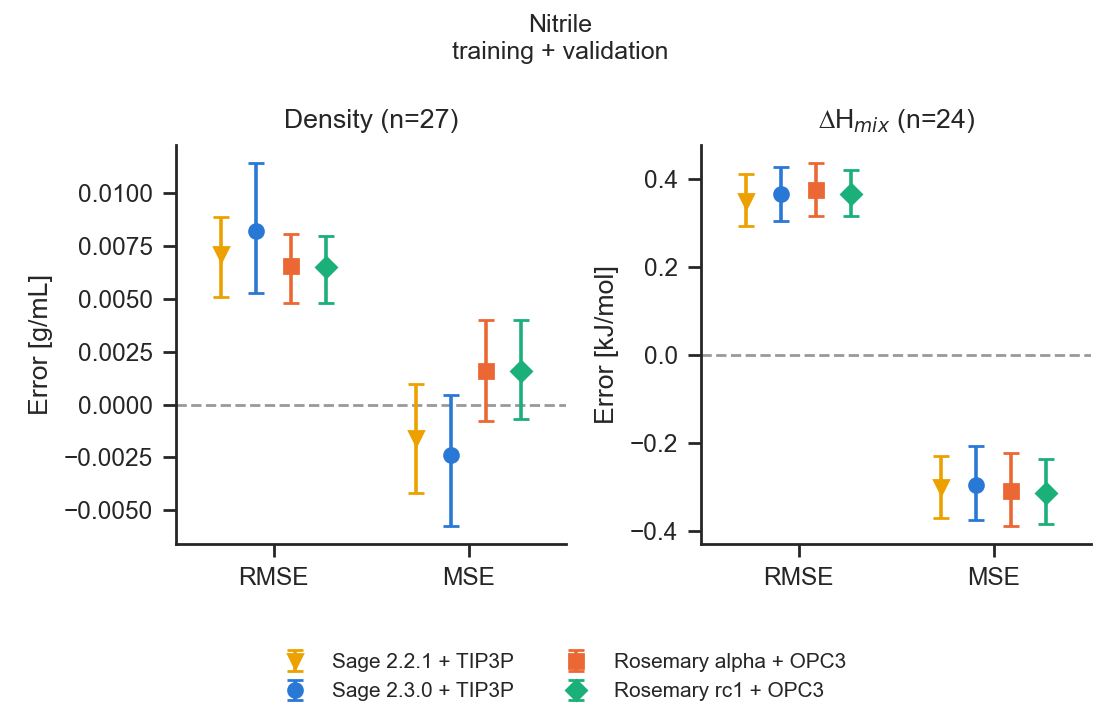 Nitrile
training + validation
Density (n=27)
Error [g/mL]
0.0100
0.0075
0.0050
0.0025
0.0000
−0.0025
−0.0050
RMSE MSE
ΔHmix (n=24)
Error [kJ/mol]
0.4
0.2
0.0
−0.2
−0.4
RMSE MSE
Sage 2.2.1 + TIP3P
Sage 2.3.0 + TIP3P
Rosemary alpha + OPC3
Rosemary rc1 + OPC3